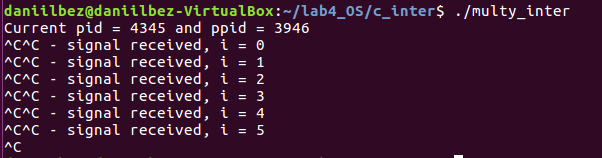 daniilbez@daniilbez-VirtualBox:~/lab4_OS/c_inter$ ./multy_inter
Current pid = 4345 and ppid = 3946
^C^C - signal received, i = 0
^C^C - signal received, i = 1
^C^C - signal received, i = 2
^C^C - signal received, i = 3
^C^C - signal received, i = 4
^C^C - signal received, i = 5
^C